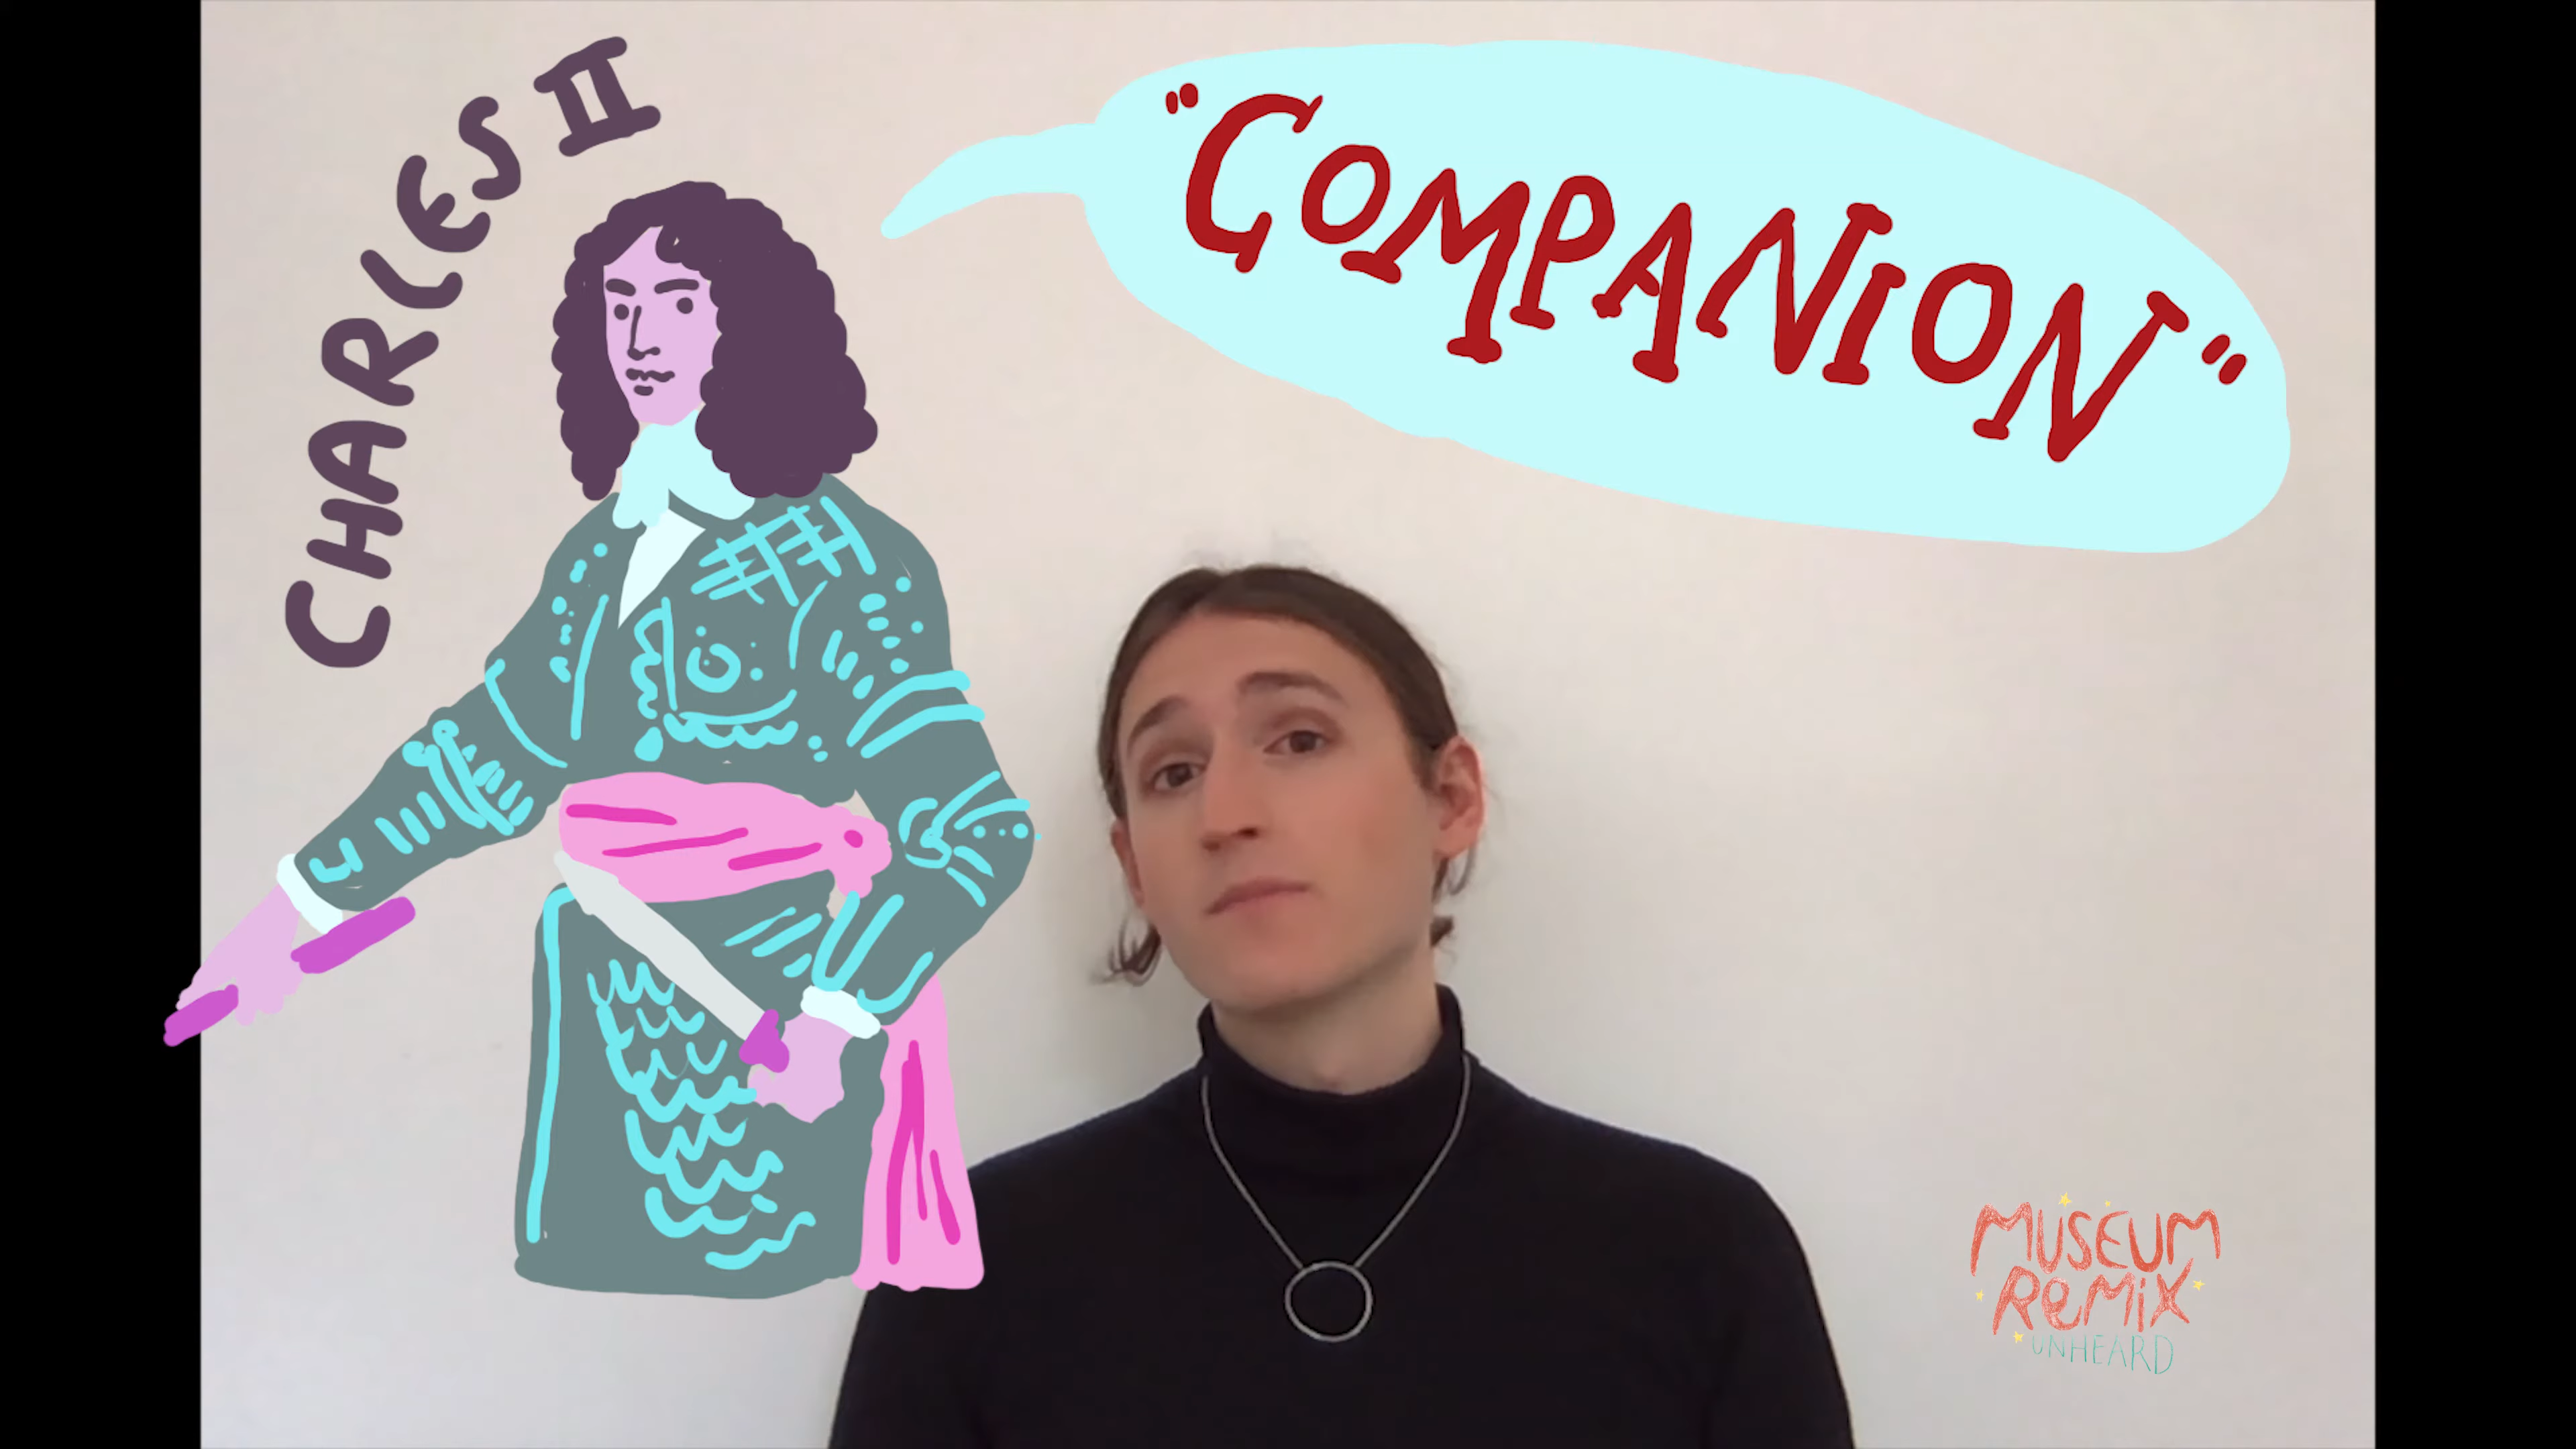 CHARLES II
"COMPANION"
MUSEUM
REMIX
UNHEARD